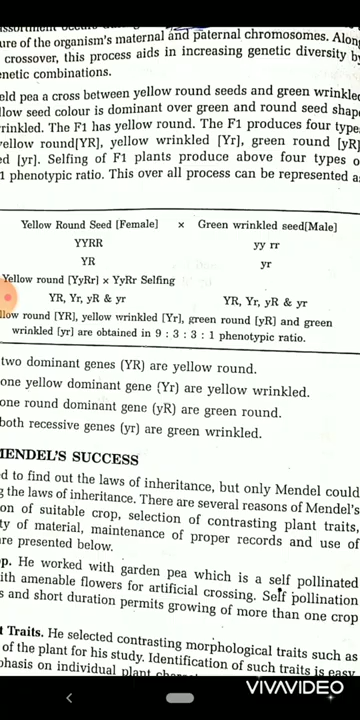 assortment occurs
ure of the organism's maternal and paternal chromosomes. Along
crossover, this process aids in increasing genetic diversity by
enetic combinations.
eld pea a cross between yellow round seeds and green wrinkled
llow seed colour is dominant over green and round seed shape
rinkled. The F1 has yellow round. The F1 produces four type
yellow round[YR], yellow wrinkled [Yr], green round [yR]
ed [yr]. Selfing of F1 plants produce above four types o
1 phenotypic ratio. This over all process can be represented a
Yellow Round Seed [Female] × Green wrinkled seed[Male]
YYRR yy rr
YR yr
Yellow round [YyRr] × YyRr Selfing
YR, Yr, yR & yr YR, Yr, yR & yr
llow round [YR], yellow wrinkled [Yr], green round [yR] and green
wrinkled [yr] are obtained in 9 : 3 : 3 : 1 phenotypic ratio.
two dominant genes (YR) are yellow round.
one yellow dominant gene (Yr) are yellow wrinkled.
one round dominant gene (yR) are green round.
both recessive genes (yr) are green wrinkled.
MENDEL'S SUCCESS
ed to find out the laws of inheritance, but only Mendel could
g the laws of inheritance. There are several reasons of Mendel's
on of suitable crop, selection of contrasting plant traits,
ty of material, maintenance of proper records and use of
are presented below.
op. He worked with garden pea which is a self pollinated
ith amenable flowers for artificial crossing. Self pollination
s and short duration permits growing of more than one crop
t Traits. He selected contrasting morphological traits such as
of the plant for his study. Identification of such traits is easy
phasis on individual plant
VIVAVIDEO